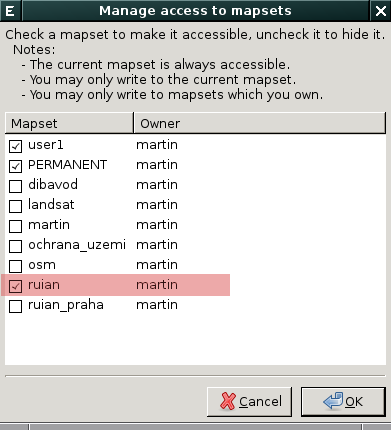 E Manage access to mapsets X
Check a mapset to make it accessible, uncheck it to hide it.
Notes:
- The current mapset is always accessible.
- You may only write to the current mapset.
- You may only write to mapsets which you own.
Mapset Owner
user1 martin
PERMANENT martin
dibavod martin
landsat martin
martin martin
ochrana_uzemi martin
osm martin
ruian martin
ruian_praha martin
Cancel OK